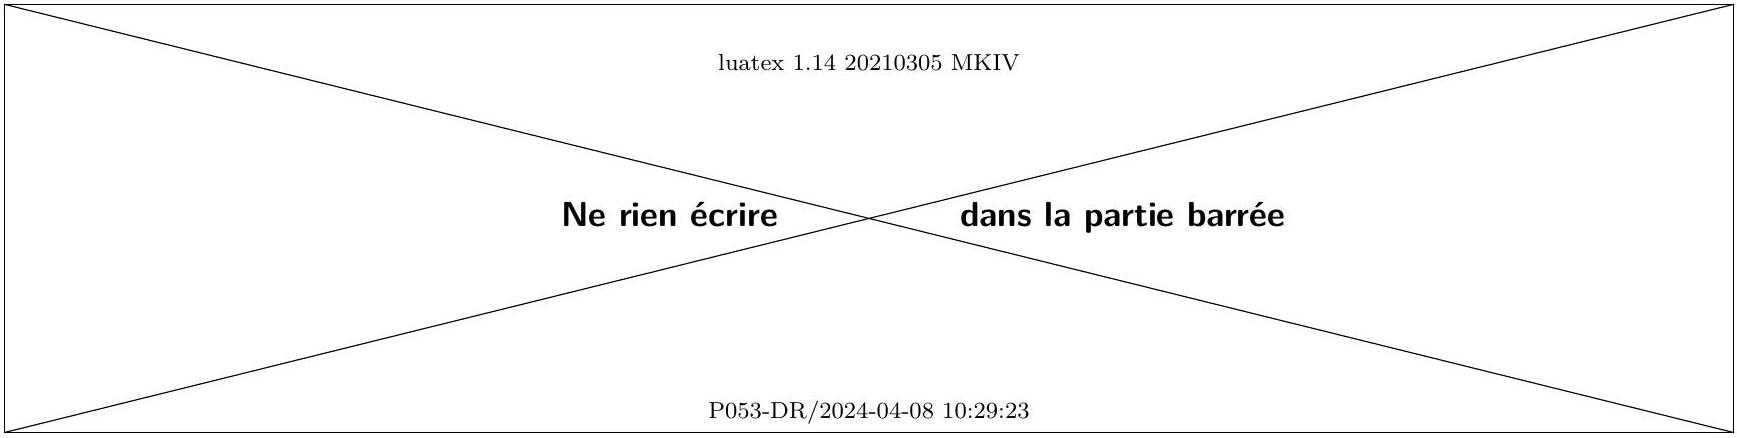 luatex 1.14 20210305 MKIV
Ne rien écrire dans la partie barrée
P053-DR/2024-04-08 10:29:23